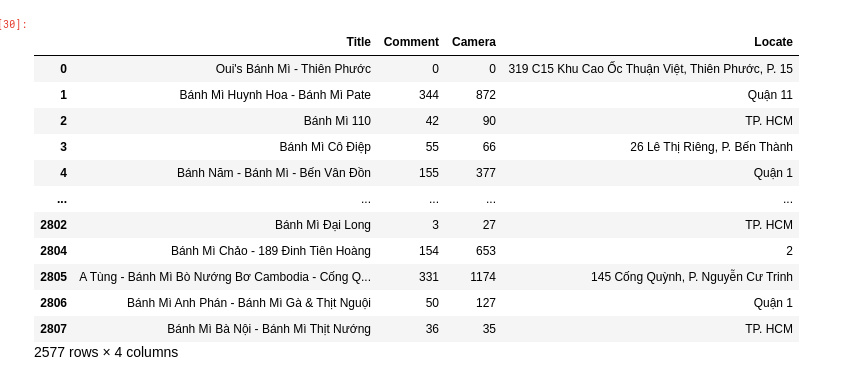 [30]:
Title Comment Camera Locate
0 Oui's Bánh Mì - Thiên Phước 0 0 319 C15 Khu Cao Ốc Thuận Việt, Thiên Phước, P. 15
1 Bánh Mì Huynh Hoa - Bánh Mì Pate 344 872 Quận 11
2 Bánh Mì 110 42 90 TP. HCM
3 Bánh Mì Cô Điệp 55 66 26 Lê Thị Riêng, P. Bến Thành
4 Bánh Năm - Bánh Mì - Bến Vân Đồn 155 377 Quận 1
... ... ... ... ...
2802 Bánh Mì Đại Long 3 27 TP. HCM
2804 Bánh Mì Chảo - 189 Đinh Tiên Hoàng 154 653 2
2805 A Tùng - Bánh Mì Bò Nướng Bơ Cambodia - Cống Q... 331 1174 145 Cống Quỳnh, P. Nguyễn Cư Trinh
2806 Bánh Mì Anh Phán - Bánh Mì Gà & Thịt Nguội 50 127 Quận 1
2807 Bánh Mì Bà Nội - Bánh Mì Thịt Nướng 36 35 TP. HCM
2577 rows × 4 columns